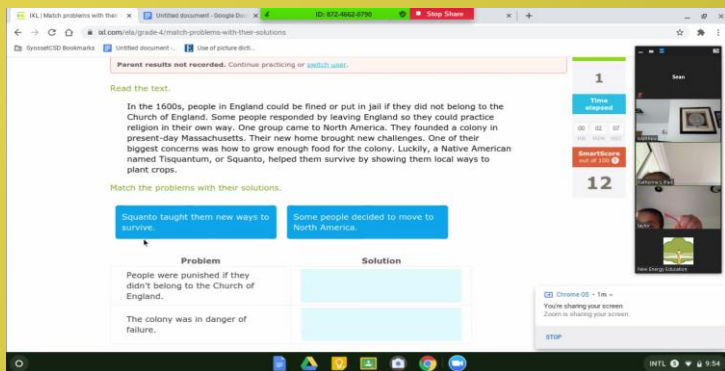 IXL | Match problems with their
Untitled document - Google Doc
ID: 872-4662-0790
Stop Share
ixl.com/ela/grade-4/match-problems-with-their-solutions
SyossetCSD Bookmarks
Untitled document -...
Use of picture dicti...
Parent results not recorded. Continue practicing or switch user.
Read the text.
In the 1600s, people in England could be fined or put in jail if they did not belong to the
Church of England. Some people responded by leaving England so they could practice
religion in their own way. One group came to North America. They founded a colony in
present-day Massachusetts. Their new home brought new challenges. One of their
biggest concerns was how to grow enough food for the colony. Luckily, a Native American
named Tisquantum, or Squanto, helped them survive by showing them local ways to
plant crops.
Match the problems with their solutions.
Squanto taught them new ways to
survive.
Some people decided to move to
North America.
Problem
Solution
People were punished if they
didn't belong to the Church of
England.
The colony was in danger of
failure.
1
Time
elapsed
00 02 07
HR MIN SEC
SmartScore
out of 100
12
Sean
Matthew
New Energy Education
Chrome OS • 1m
You're sharing your screen
Zoom is sharing your screen.
STOP
INTL
9:54